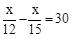 x/12 − x/15 = 30